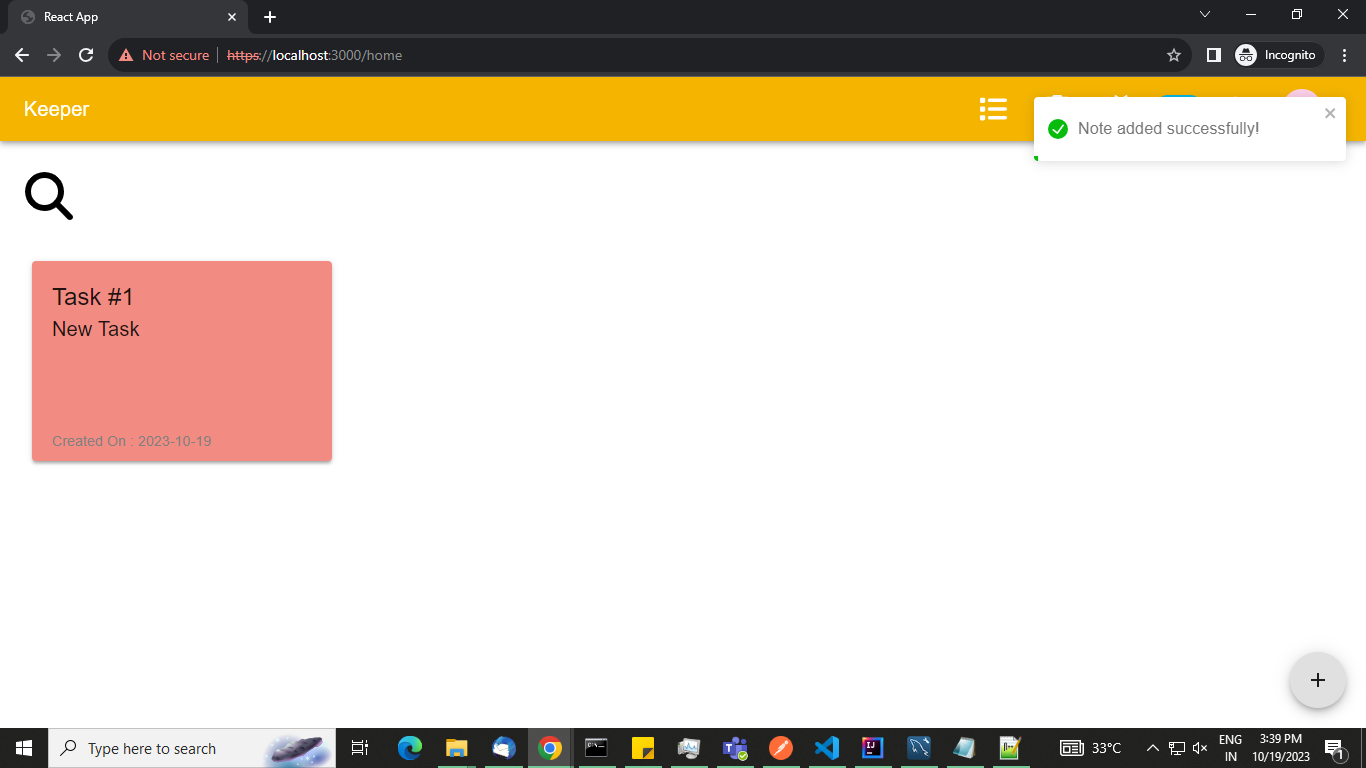 React App
Not secure
https://localhost:3000/home
Incognito
Keeper
Note added successfully!
Task #1
New Task
Created On : 2023-10-19
Type here to search
33°C
ENG
IN
3:39 PM
10/19/2023
1